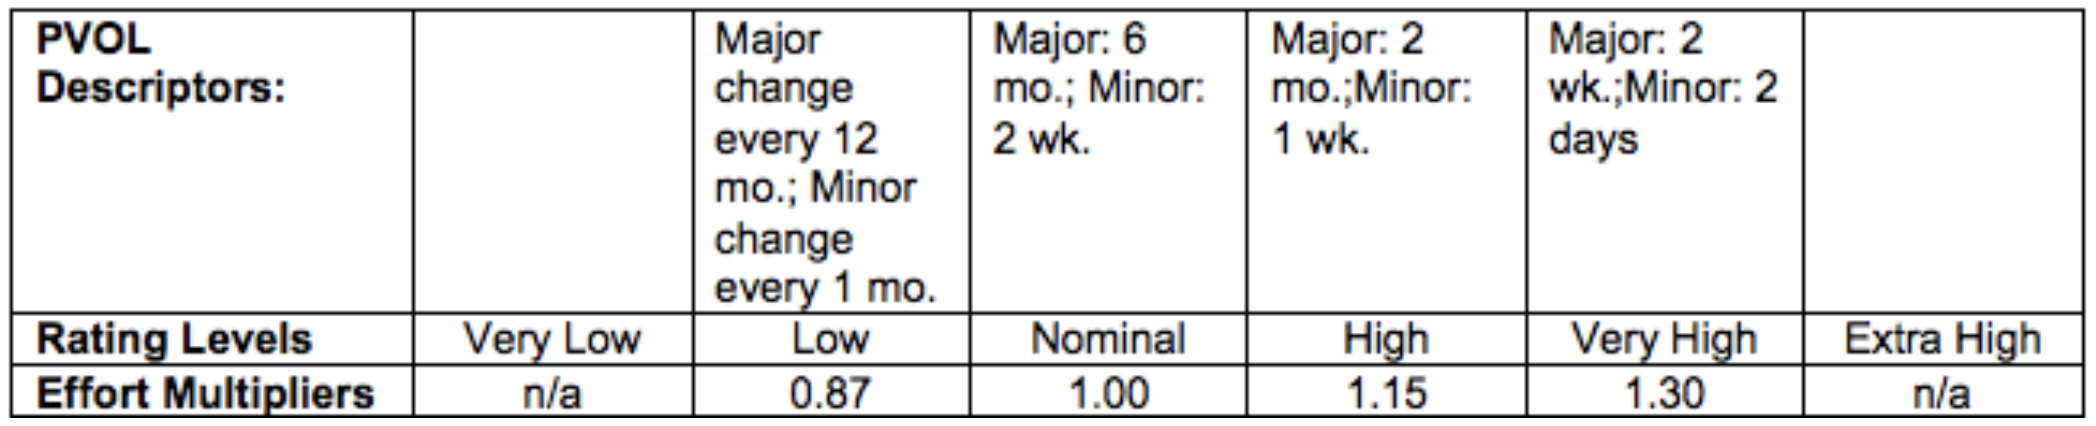 PVOL
Descriptors:
Major
change
every 12
mo.; Minor
change
every 1 mo.
Major: 6
mo.; Minor:
2 wk.
Major: 2
mo.;Minor:
1 wk.
Major: 2
wk.;Minor: 2
days
Rating Levels Very Low Low Nominal High Very High Extra High
Effort Multipliers n/a 0.87 1.00 1.15 1.30 n/a